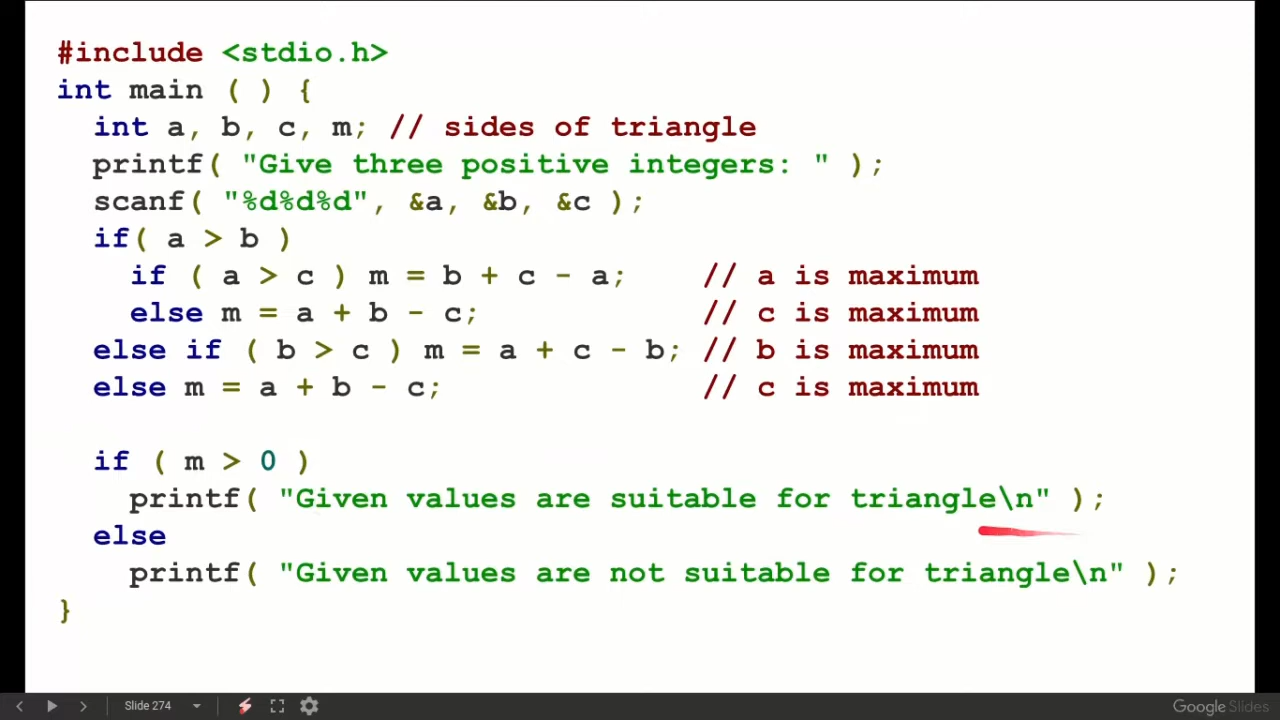 #include <stdio.h>
int main ( ) {
int a, b, c, m; // sides of triangle
printf( "Give three positive integers: " );
scanf( "%d%d%d", &a, &b, &c );
if( a > b )
if ( a > c ) m = b + c - a; // a is maximum
else m = a + b - c; // c is maximum
else if ( b > c ) m = a + c - b; // b is maximum
else m = a + b - c; // c is maximum
if ( m > 0 )
printf( "Given values are suitable for triangle\n" );
else
printf( "Given values are not suitable for triangle\n" );
}
Slide 274
Google Slides